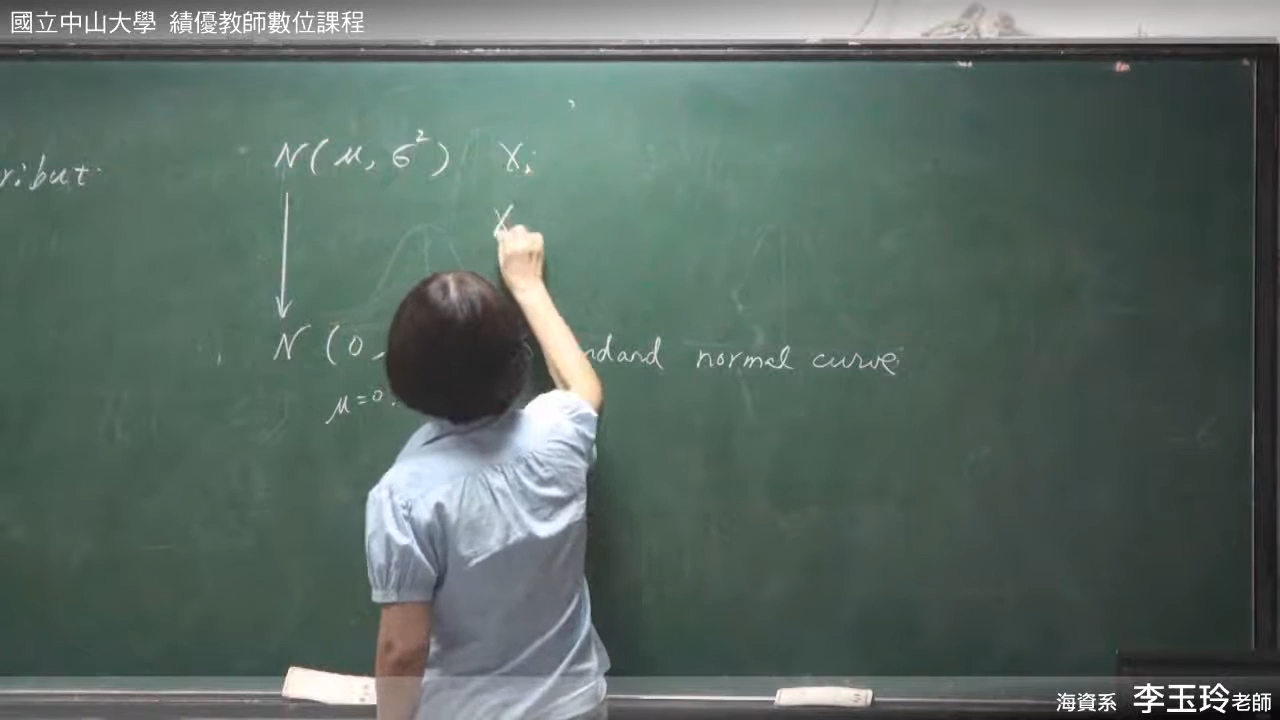 國立中山大學 績優教師數位課程
N(μ, σ²) Xᵢ
ribut.
X
N (0, ndard normal curve
μ=0.
海資系 李玉玲老師